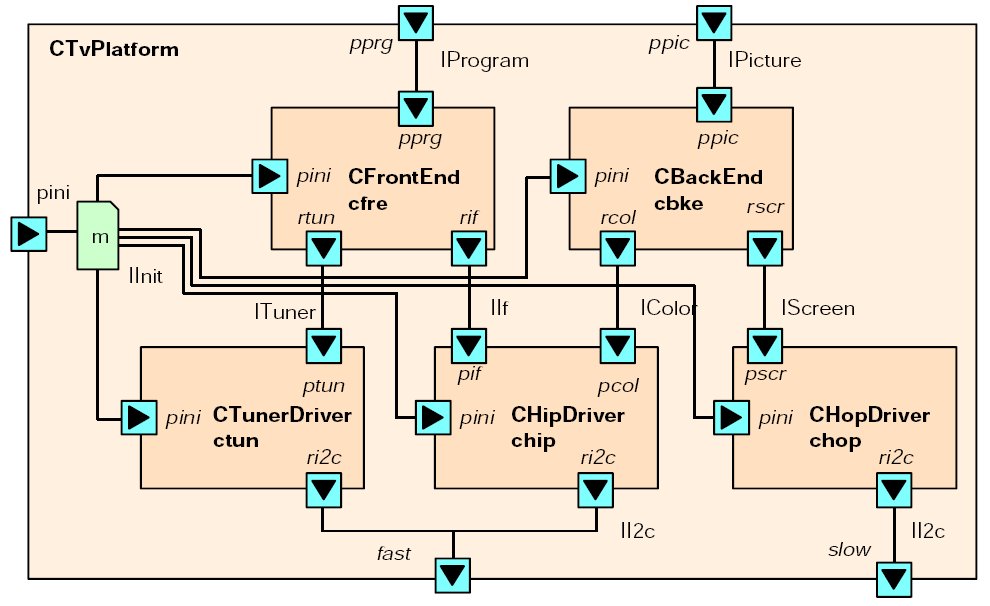 pprg
ppic
CTvPlatform
IProgram
IPicture
pprg
ppic
pini
CFrontEnd
cfre
pini
CBackEnd
cbke
pini
rtun
rif
rcol
rscr
m
IInit
ITuner
IIf
IColor
IScreen
ptun
pif
pcol
pscr
pini
CTunerDriver
ctun
pini
CHipDriver
chip
pini
CHopDriver
chop
ri2c
ri2c
ri2c
II2c
II2c
fast
slow